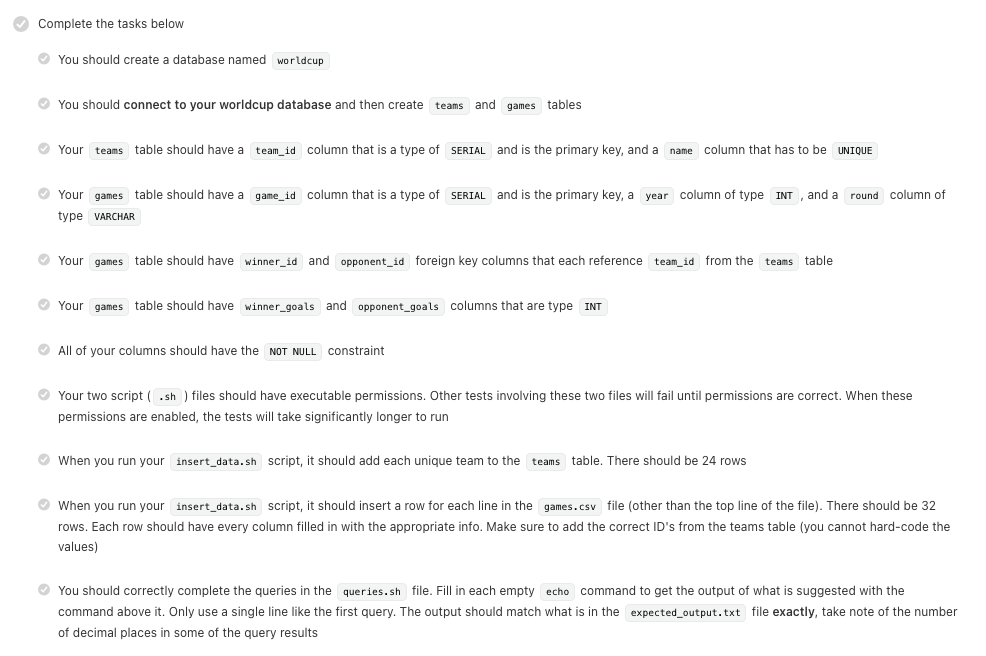 Complete the tasks below
You should create a database named worldcup
You should connect to your worldcup database and then create teams and games tables
Your teams table should have a team_id column that is a type of SERIAL and is the primary key, and a name column that has to be UNIQUE
Your games table should have a game_id column that is a type of SERIAL and is the primary key, a year column of type INT , and a round column of
type VARCHAR
Your games table should have winner_id and opponent_id foreign key columns that each reference team_id from the teams table
Your games table should have winner_goals and opponent_goals columns that are type INT
All of your columns should have the NOT NULL constraint
Your two script ( .sh ) files should have executable permissions. Other tests involving these two files will fail until permissions are correct. When these
permissions are enabled, the tests will take significantly longer to run
When you run your insert_data.sh script, it should add each unique team to the teams table. There should be 24 rows
When you run your insert_data.sh script, it should insert a row for each line in the games.csv file (other than the top line of the file). There should be 32
rows. Each row should have every column filled in with the appropriate info. Make sure to add the correct ID's from the teams table (you cannot hard-code the
values)
You should correctly complete the queries in the queries.sh file. Fill in each empty echo command to get the output of what is suggested with the
command above it. Only use a single line like the first query. The output should match what is in the expected_output.txt file exactly, take note of the number
of decimal places in some of the query results